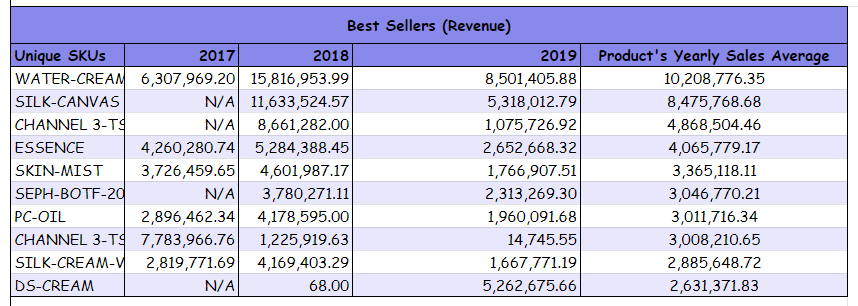 Best Sellers (Revenue)
Unique SKUs 2017 2018 2019 Product's Yearly Sales Average
WATER-CREAM 6,307,969.20 15,816,953.99 8,501,405.88 10,208,776.35
SILK-CANVAS N/A 11,633,524.57 5,318,012.79 8,475,768.68
CHANNEL 3-TS N/A 8,661,282.00 1,075,726.92 4,868,504.46
ESSENCE 4,260,280.74 5,284,388.45 2,652,668.32 4,065,779.17
SKIN-MIST 3,726,459.65 4,601,987.17 1,766,907.51 3,365,118.11
SEPH-BOTF-20 N/A 3,780,271.11 2,313,269.30 3,046,770.21
PC-OIL 2,896,462.34 4,178,595.00 1,960,091.68 3,011,716.34
CHANNEL 3-TS 7,783,966.76 1,225,919.63 14,745.55 3,008,210.65
SILK-CREAM-V 2,819,771.69 4,169,403.29 1,667,771.19 2,885,648.72
DS-CREAM N/A 68.00 5,262,675.66 2,631,371.83